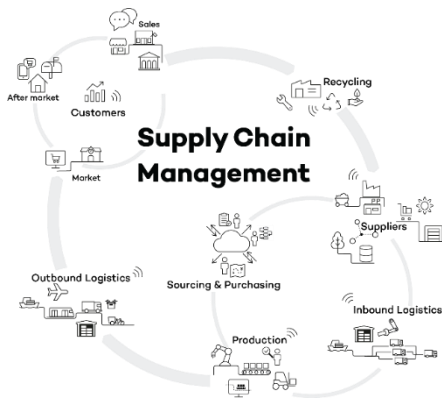 Sales
Recycling
After market
Customers
Supply Chain
Management
Market
Suppliers
Sourcing & Purchasing
Outbound Logistics
Inbound Logistics
Production